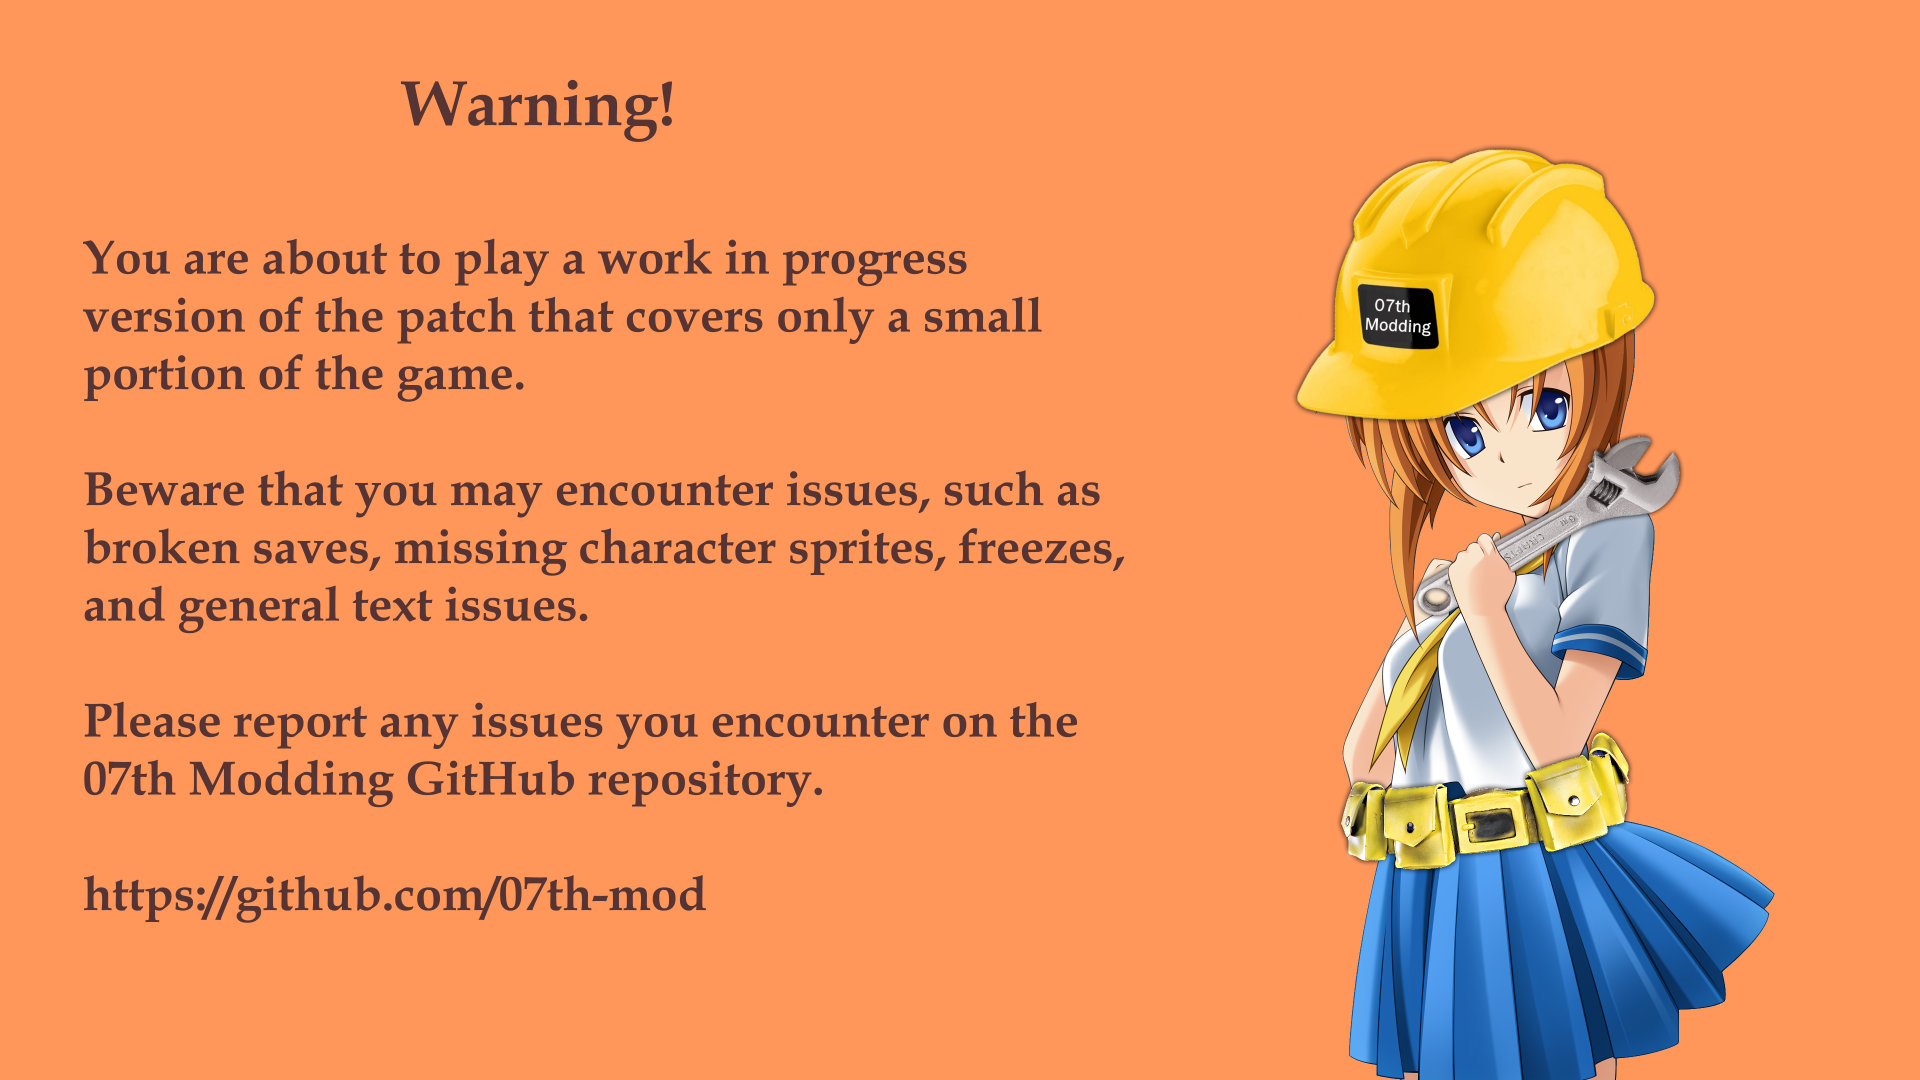 Warning!
You are about to play a work in progress
version of the patch that covers only a small
portion of the game.
Beware that you may encounter issues, such as
broken saves, missing character sprites, freezes,
and general text issues.
Please report any issues you encounter on the
07th Modding GitHub repository.
https://github.com/07th-mod
07th
Modding